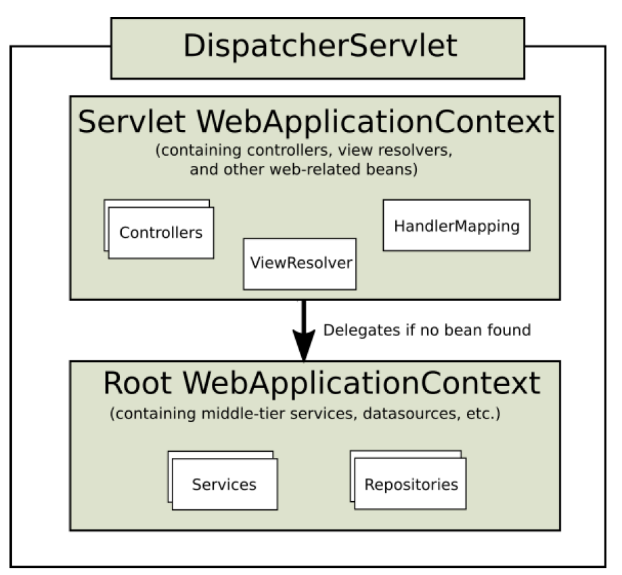 DispatcherServlet
Servlet WebApplicationContext
(containing controllers, view resolvers,
and other web-related beans)
Controllers
HandlerMapping
ViewResolver
Delegates if no bean found
Root WebApplicationContext
(containing middle-tier services, datasources, etc.)
Services
Repositories